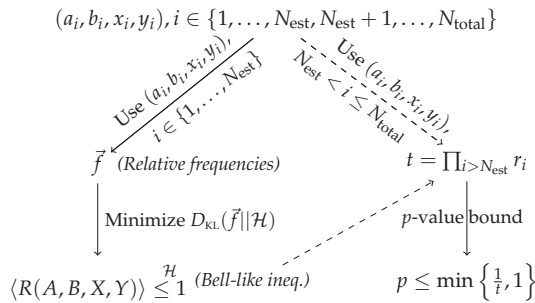 (a_i, b_i, x_i, y_i), i ∈ {1, . . . , N_est, N_est + 1, . . . , N_total}
Use (a_i, b_i, x_i, y_i),
i ∈ {1, . . . , N_est}
Use (a_i, b_i, x_i, y_i),
N_est < i ≤ N_total
f⃗ (Relative frequencies)
t = ∏_{i>N_est} r_i
Minimize D_KL(f⃗||ℋ)
p-value bound
⟨R(A, B, X, Y)⟩ ≤^ℋ 1 (Bell-like ineq.)
p ≤ min {1/t, 1}